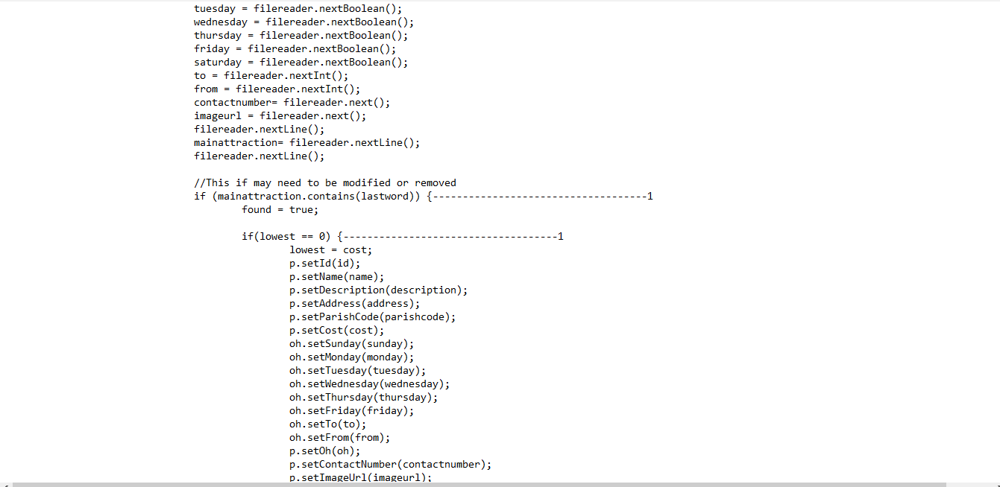 tuesday = filereader.nextBoolean();
wednesday = filereader.nextBoolean();
thursday = filereader.nextBoolean();
friday = filereader.nextBoolean();
saturday = filereader.nextBoolean();
to = filereader.nextInt();
from = filereader.nextInt();
contactnumber= filereader.next();
imageurl = filereader.next();
filereader.nextLine();
mainattraction= filereader.nextLine();
filereader.nextLine();
//This if may need to be modified or removed
if (mainattraction.contains(lastword)) {------------------------------------1
found = true;
if(lowest == 0) {------------------------------------1
lowest = cost;
p.setId(id);
p.setName(name);
p.setDescription(description);
p.setAddress(address);
p.setParishCode(parishcode);
p.setCost(cost);
oh.setSunday(sunday);
oh.setMonday(monday);
oh.setTuesday(tuesday);
oh.setWednesday(wednesday);
oh.setThursday(thursday);
oh.setFriday(friday);
oh.setTo(to);
oh.setFrom(from);
p.setOh(oh);
p.setContactNumber(contactnumber);
p.setImageUrl(imageurl);